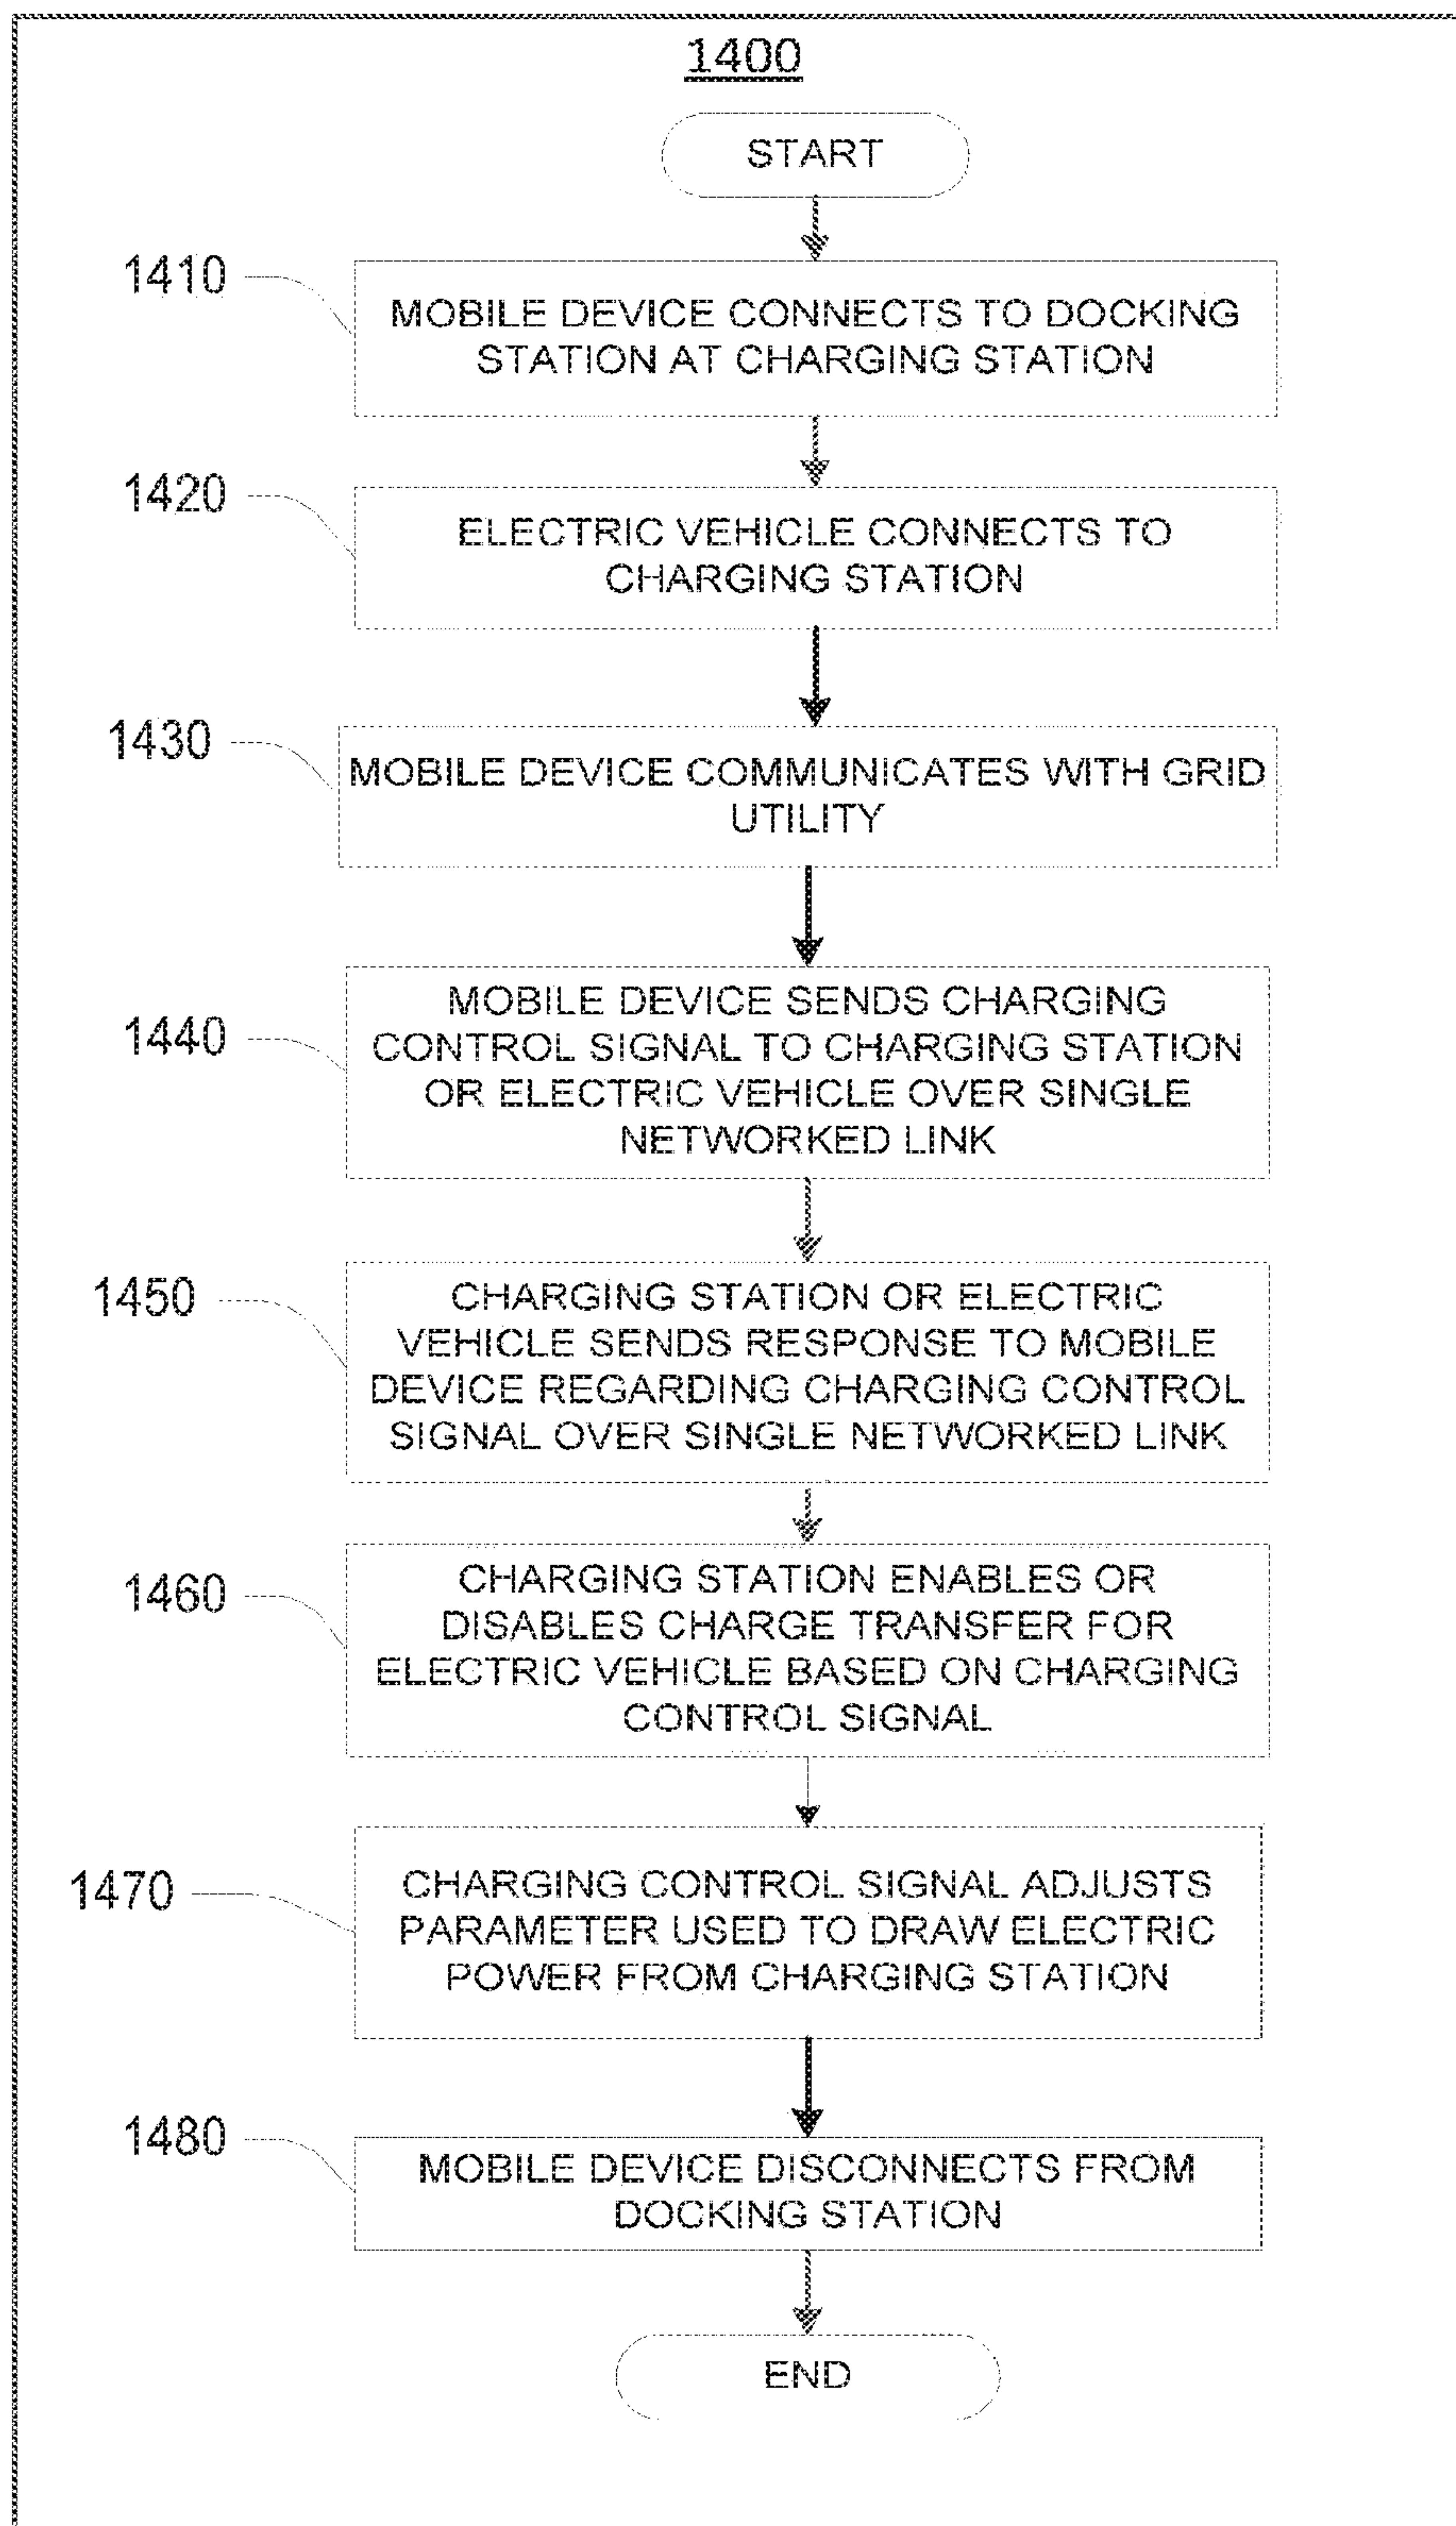 1400
START
1410
MOBILE DEVICE CONNECTS TO DOCKING
STATION AT CHARGING STATION
1420
ELECTRIC VEHICLE CONNECTS TO
CHARGING STATION
1430
MOBILE DEVICE COMMUNICATES WITH GRID
UTILITY
1440
MOBILE DEVICE SENDS CHARGING
CONTROL SIGNAL TO CHARGING STATION
OR ELECTRIC VEHICLE OVER SINGLE
NETWORKED LINK
1450
CHARGING STATION OR ELECTRIC
VEHICLE SENDS RESPONSE TO MOBILE
DEVICE REGARDING CHARGING CONTROL
SIGNAL OVER SINGLE NETWORKED LINK
1460
CHARGING STATION ENABLES OR
DISABLES CHARGE TRANSFER FOR
ELECTRIC VEHICLE BASED ON CHARGING
CONTROL SIGNAL
1470
CHARGING CONTROL SIGNAL ADJUSTS
PARAMETER USED TO DRAW ELECTRIC
POWER FROM CHARGING STATION
1480
MOBILE DEVICE DISCONNECTS FROM
DOCKING STATION
END